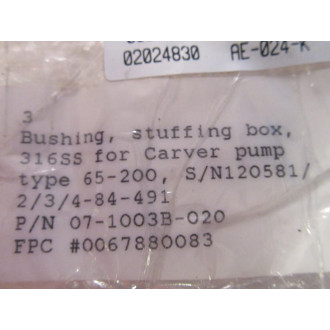 02024830 AE-024-K
3
Bushing, stuffing box,
316SS for Carver pump
type 65-200, S/N120581/
2/3/4-84-491
P/N 07-1003B-020
FPC #0067880083